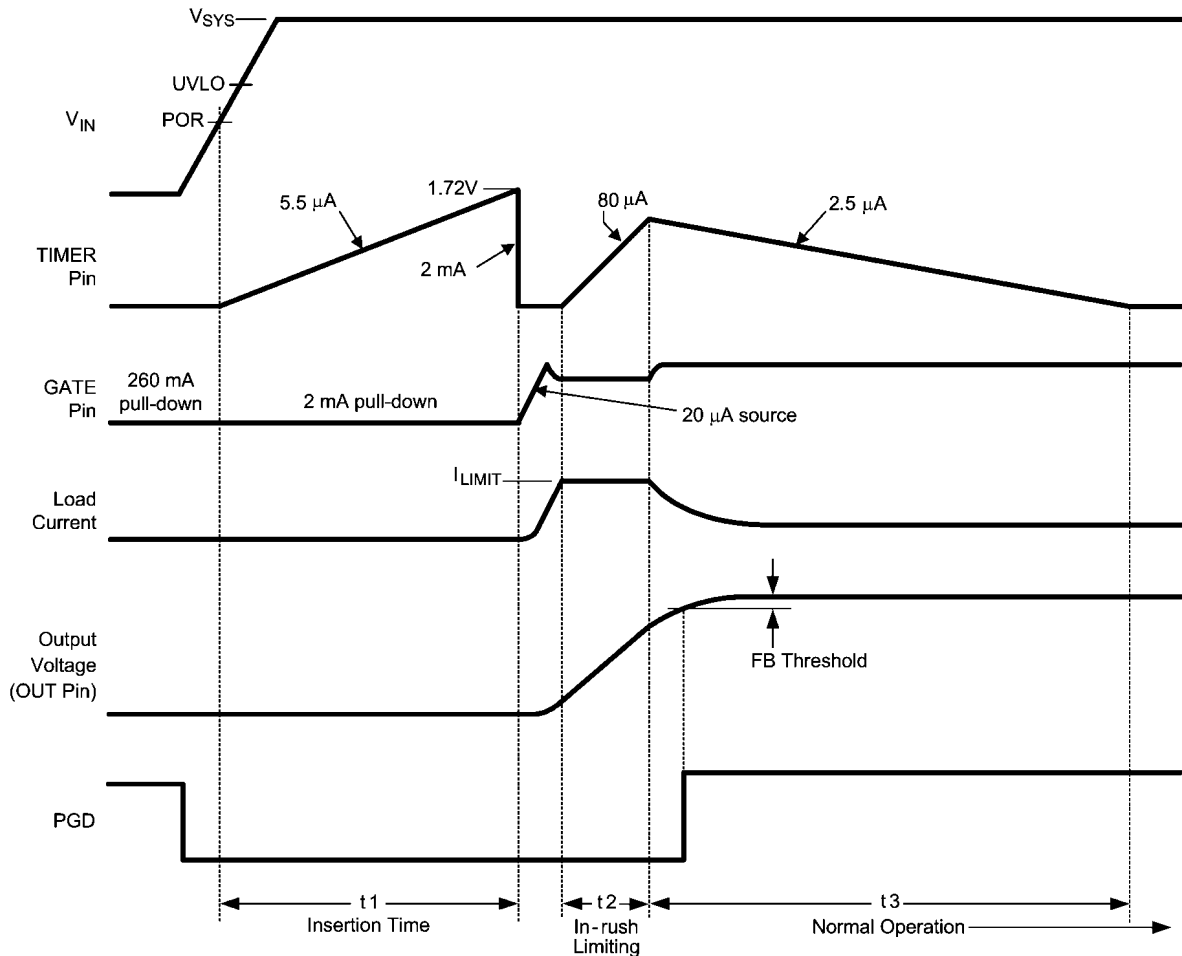 VSYS
UVLO
POR
VIN
1.72V
5.5 µA
80 µA
2.5 µA
TIMER
Pin
2 mA
GATE
Pin
260 mA
pull-down
2 mA pull-down
20 µA source
ILIMIT
Load
Current
Output
Voltage
(OUT Pin)
FB Threshold
PGD
t1
Insertion Time
t2
In-rush
Limiting
t3
Normal Operation